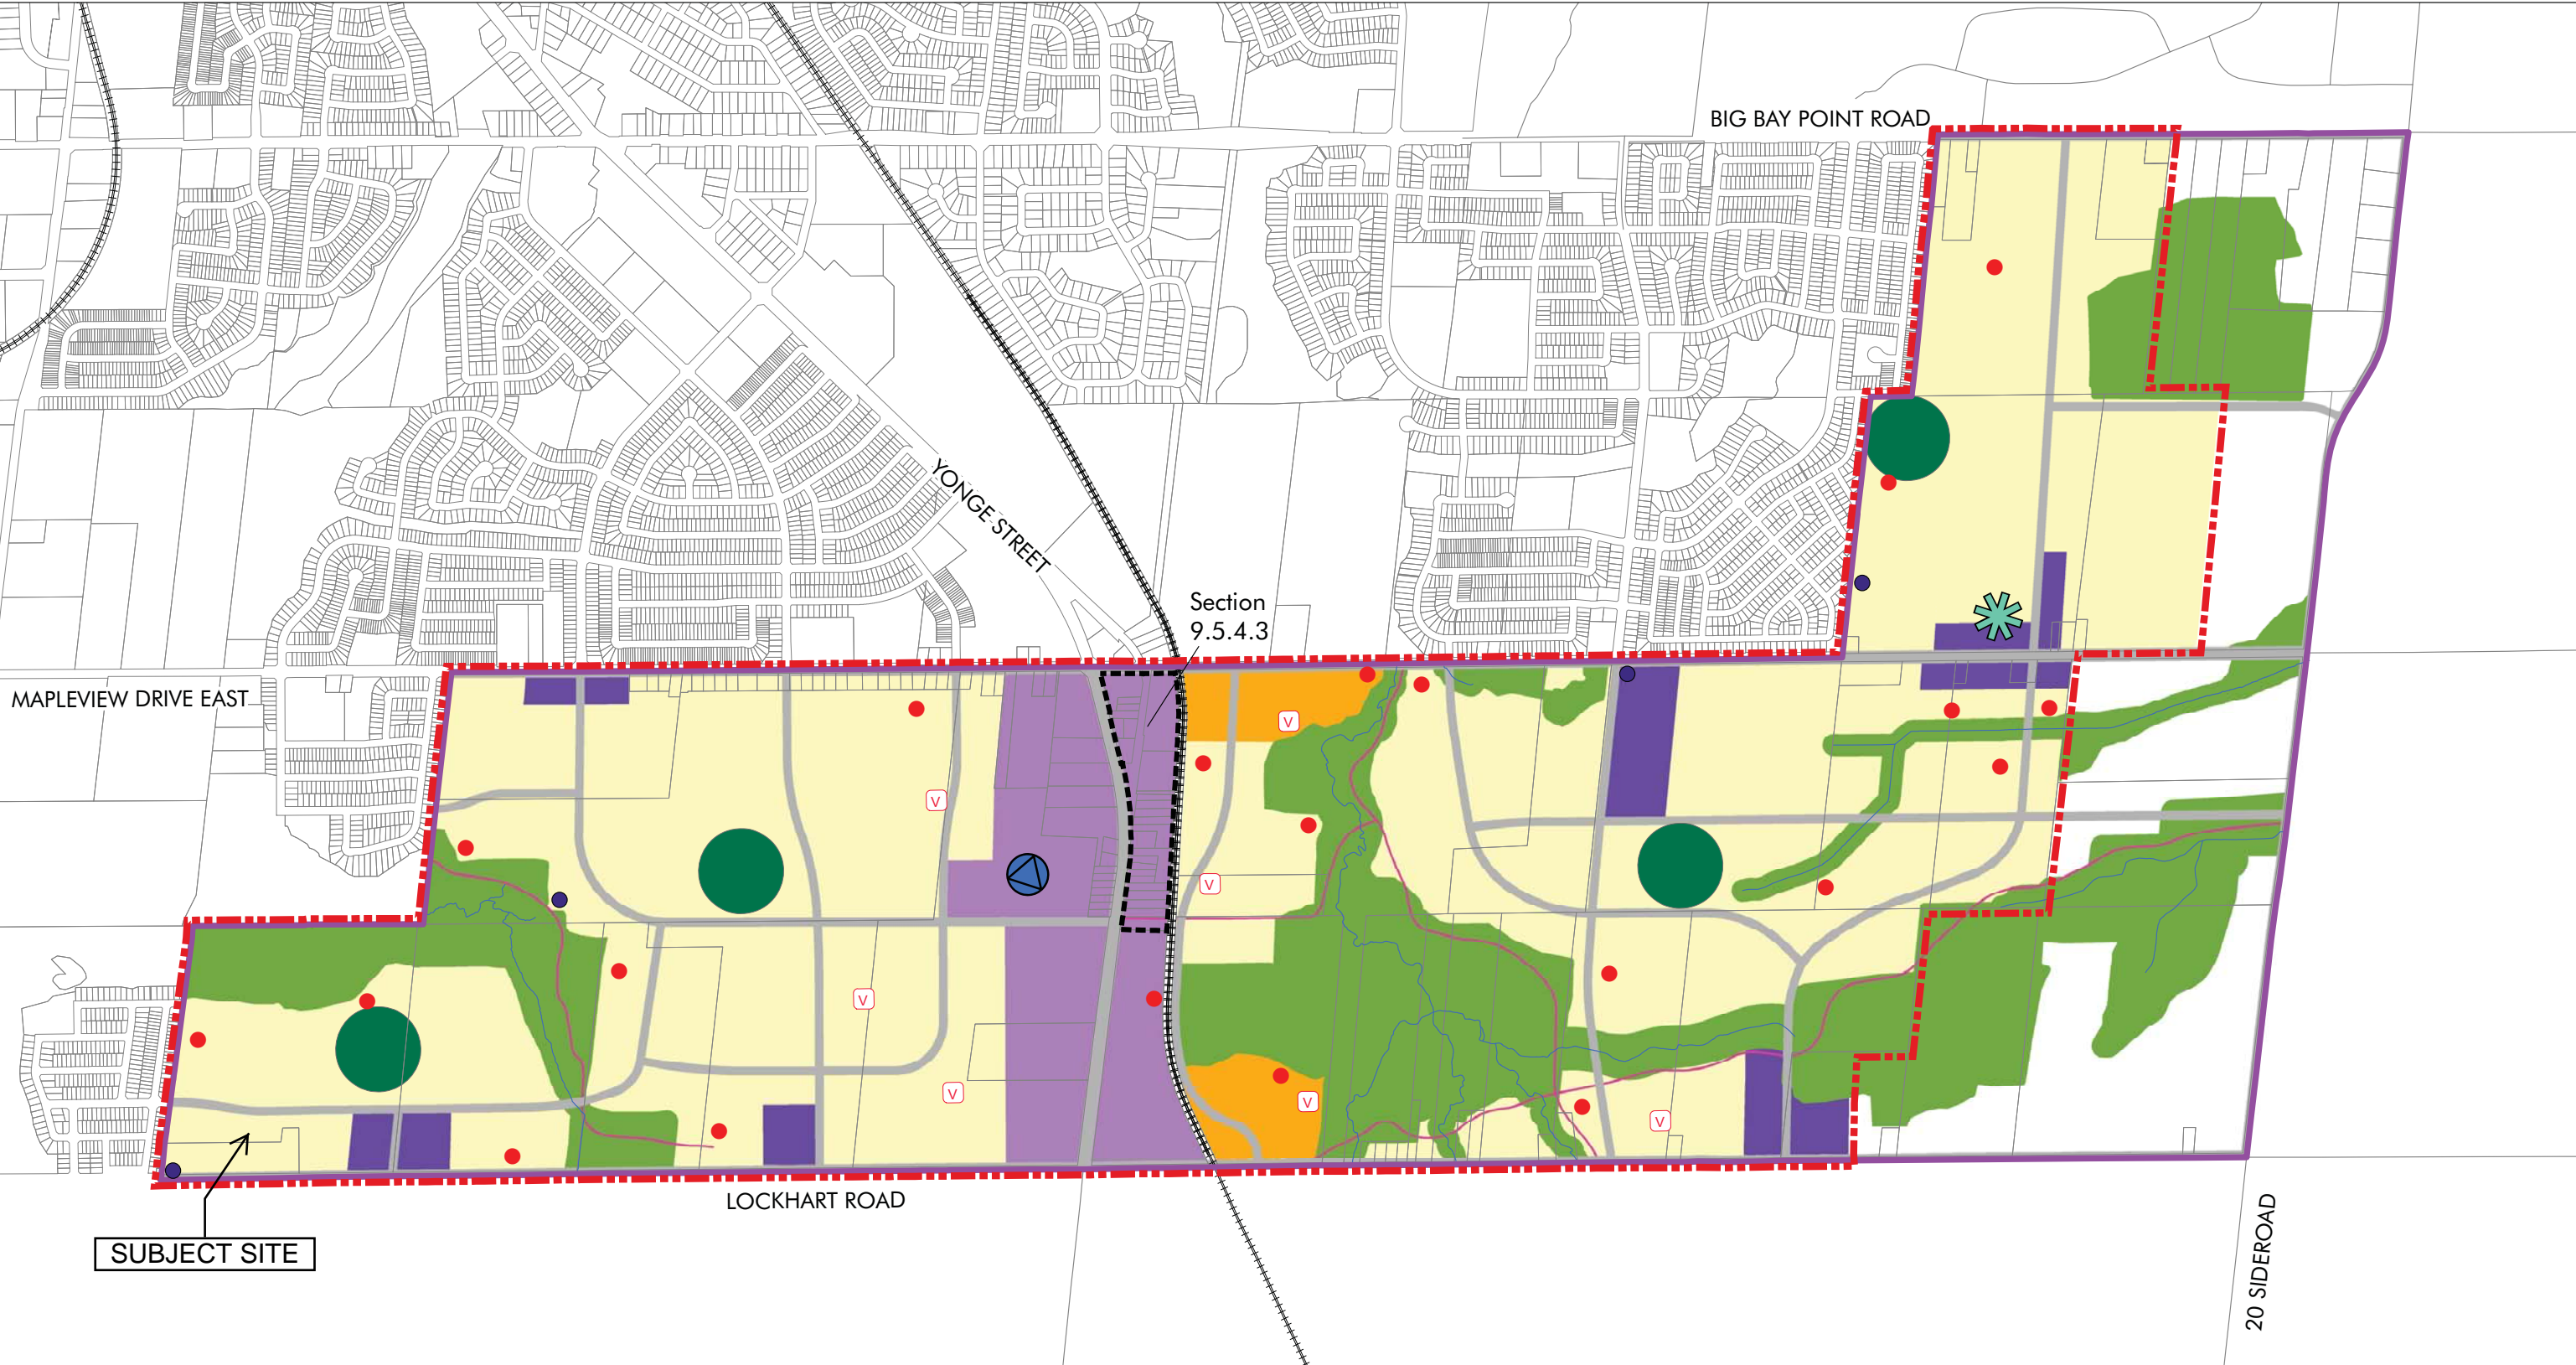 BIG BAY POINT ROAD
YONGE STREET
Section
9.5.4.3
MAPLEVIEW DRIVE EAST
V
V
V
V
V
V
V
V
LOCKHART ROAD
SUBJECT SITE
20 SIDEROAD